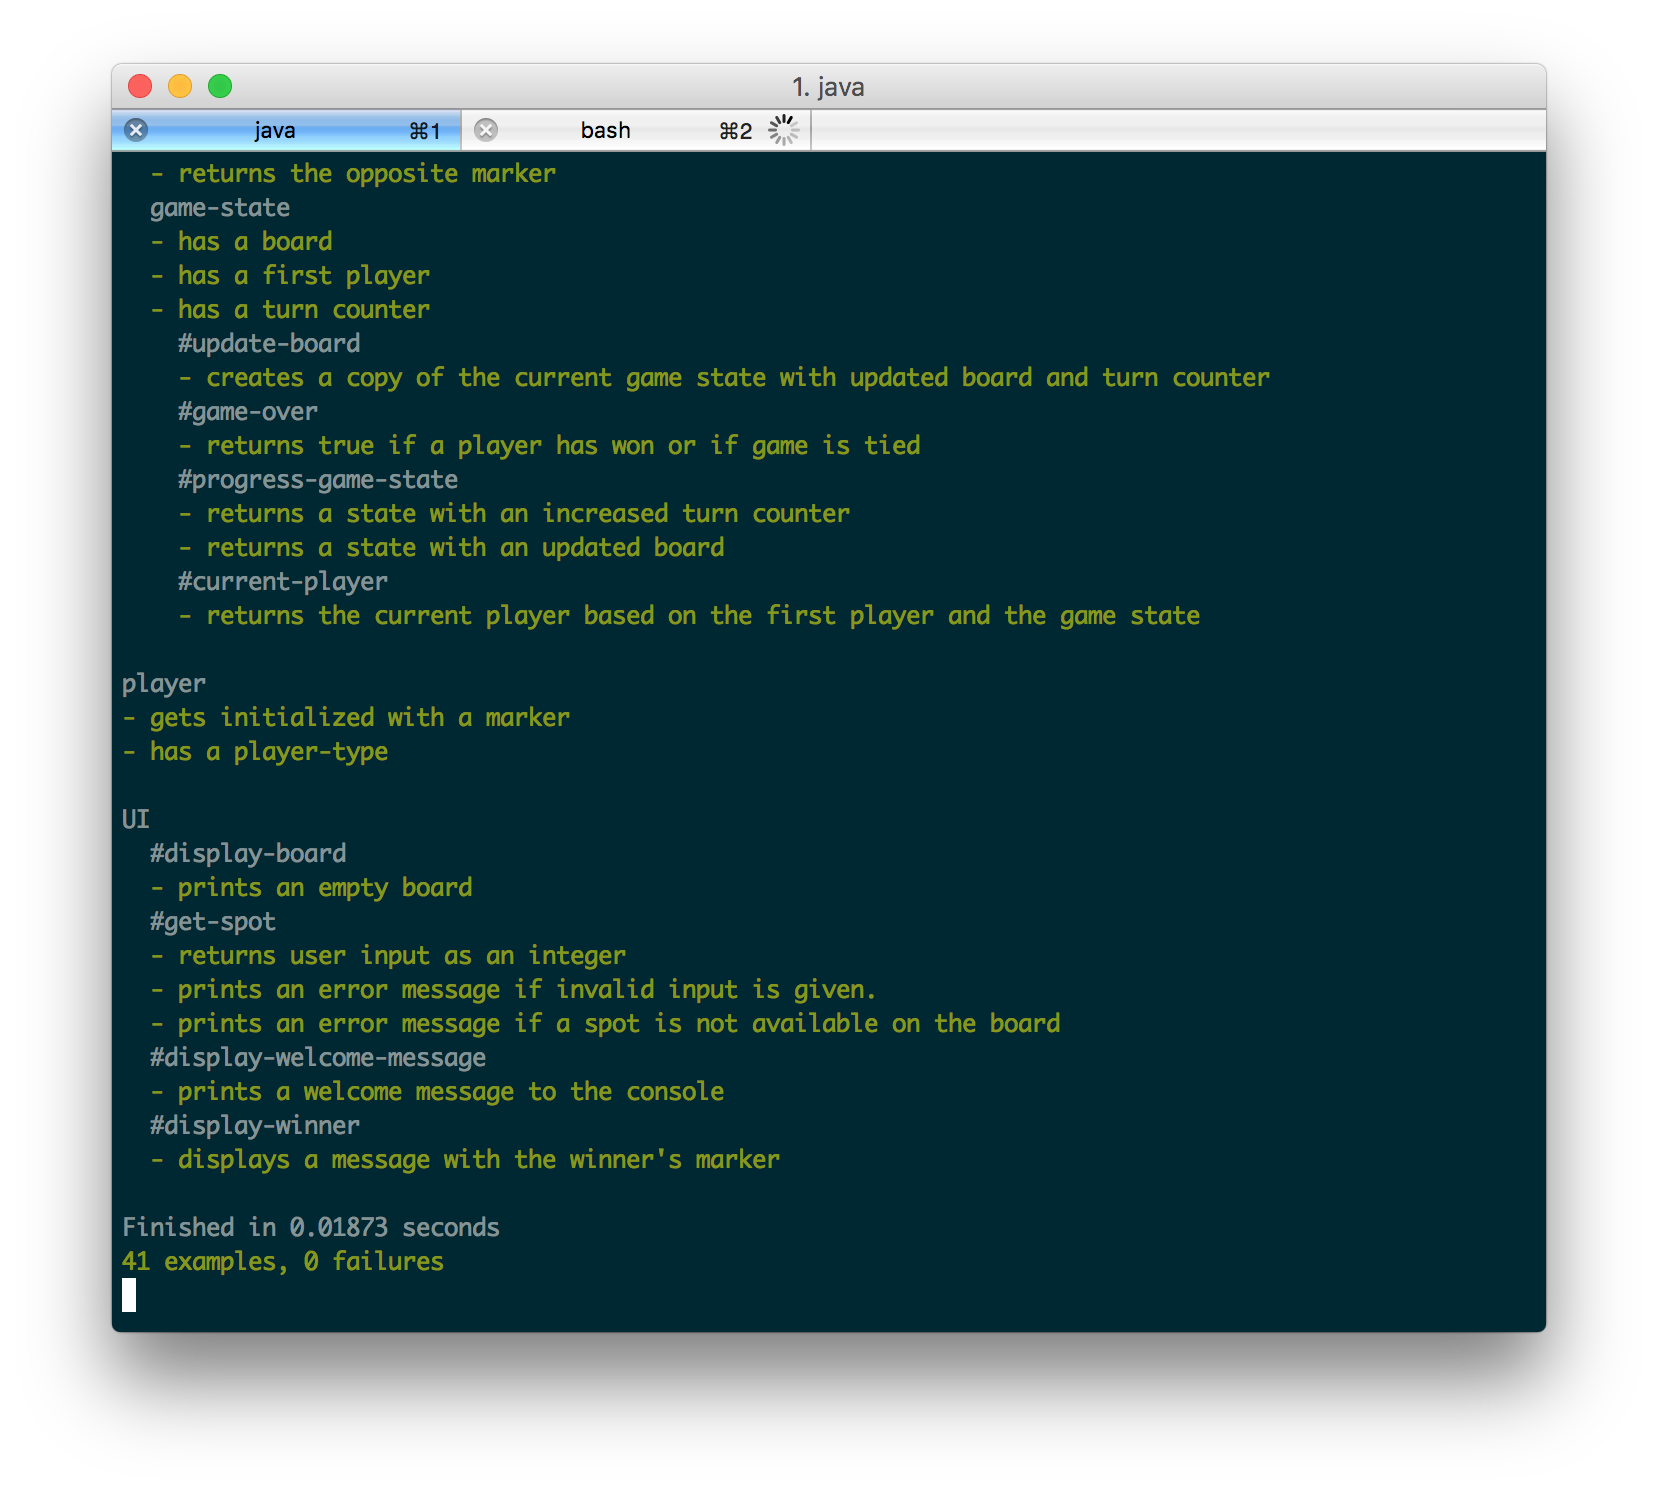 1. java
java ⌘1 bash ⌘2
- returns the opposite marker
game-state
- has a board
- has a first player
- has a turn counter
#update-board
- creates a copy of the current game state with updated board and turn counter
#game-over
- returns true if a player has won or if game is tied
#progress-game-state
- returns a state with an increased turn counter
- returns a state with an updated board
#current-player
- returns the current player based on the first player and the game state
player
- gets initialized with a marker
- has a player-type
UI
#display-board
- prints an empty board
#get-spot
- returns user input as an integer
- prints an error message if invalid input is given.
- prints an error message if a spot is not available on the board
#display-welcome-message
- prints a welcome message to the console
#display-winner
- displays a message with the winner's marker
Finished in 0.01873 seconds
41 examples, 0 failures